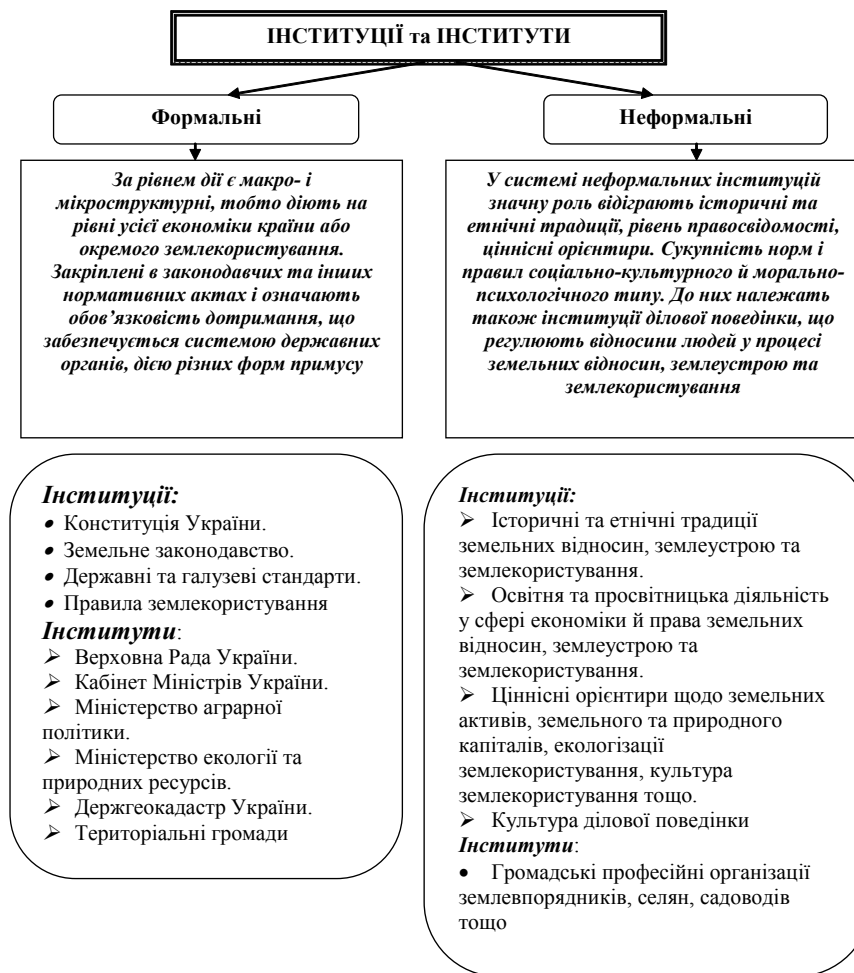 ІНСТИТУЦІЇ та ІНСТИТУТИ
Формальні
За рівнем дії є макро- і
мікроструктурні, тобто діють на
рівні усієї економіки країни або
окремого землекористування.
Закріплені в законодавчих та інших
нормативних актах і означають
обов’язковість дотримання, що
забезпечується системою державних
органів, дією різних форм примусу
Інституції:
• Конституція України.
• Земельне законодавство.
• Державні та галузеві стандарти.
• Правила землекористування
Інститути:
➢ Верховна Рада України.
➢ Кабінет Міністрів України.
➢ Міністерство аграрної
політики.
➢ Міністерство екології та
природних ресурсів.
➢ Держгеокадастр України.
➢ Територіальні громади
Неформальні
У системі неформальних інституцій
значну роль відіграють історичні та
етнічні традиції, рівень правосвідомості,
ціннісні орієнтири. Сукупність норм і
правил соціально-культурного й морально-
психологічного типу. До них належать
також інституції ділової поведінки, що
регулюють відносини людей у процесі
земельних відносин, землеустрою та
землекористування
Інституції:
➢ Історичні та етнічні традиції
земельних відносин, землеустрою та
землекористування.
➢ Освітня та просвітницька діяльність
у сфері економіки й права земельних
відносин, землеустрою та
землекористування.
➢ Ціннісні орієнтири щодо земельних
активів, земельного та природного
капіталів, екологізації
землекористування, культура
землекористування тощо.
➢ Культура ділової поведінки
Інститути:
• Громадські професійні організації
землевпорядників, селян, садоводів
тощо